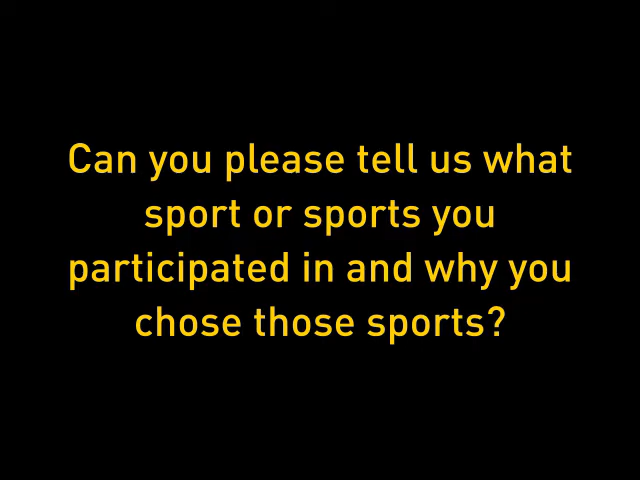 Can you please tell us what
sport or sports you
participated in and why you
chose those sports?